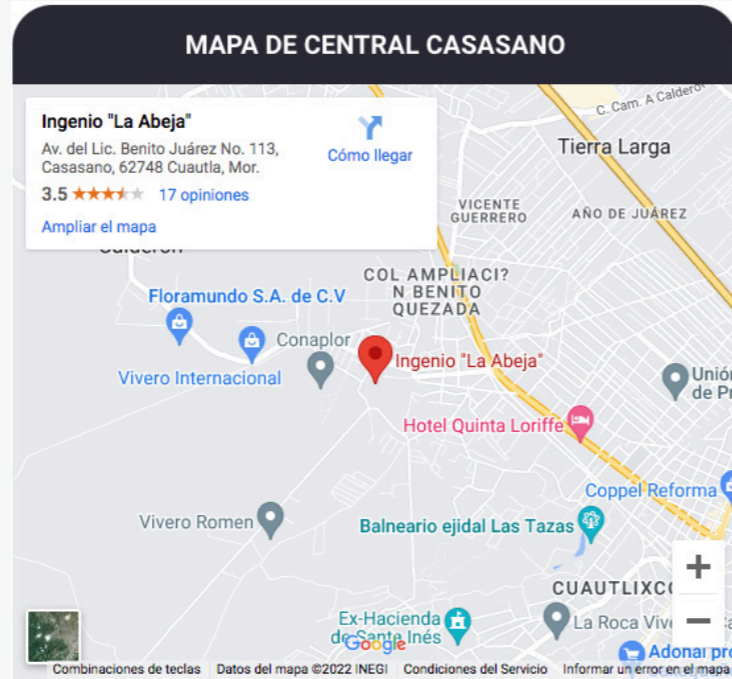 MAPA DE CENTRAL CASASANO
Ingenio "La Abeja"
Av. del Lic. Benito Juárez No. 113,
Casasano, 62748 Cuautla, Mor.
3.5
17 opiniones
Cómo llegar
Ampliar el mapa
C. Cam. A Calderón
Tierra Larga
VICENTE
GUERRERO
AÑO DE JUÁREZ
Calderón
COL AMPLIACI?
N BENITO
QUEZADA
Floramundo S.A. de C.V
Conaplor
Ingenio "La Abeja"
Vivero Internacional
Unión
de Pr
Hotel Quinta Loriffe
Coppel Reforma
Vivero Romen
Balneario ejidal Las Tazas
CUAUTLIXCO
Ex-Hacienda
de Santa Inés
Google
La Roca Vive
Adonai pro
+
−
Combinaciones de teclas
Datos del mapa ©2022 INEGI
Condiciones del Servicio
Informar un error en el mapa